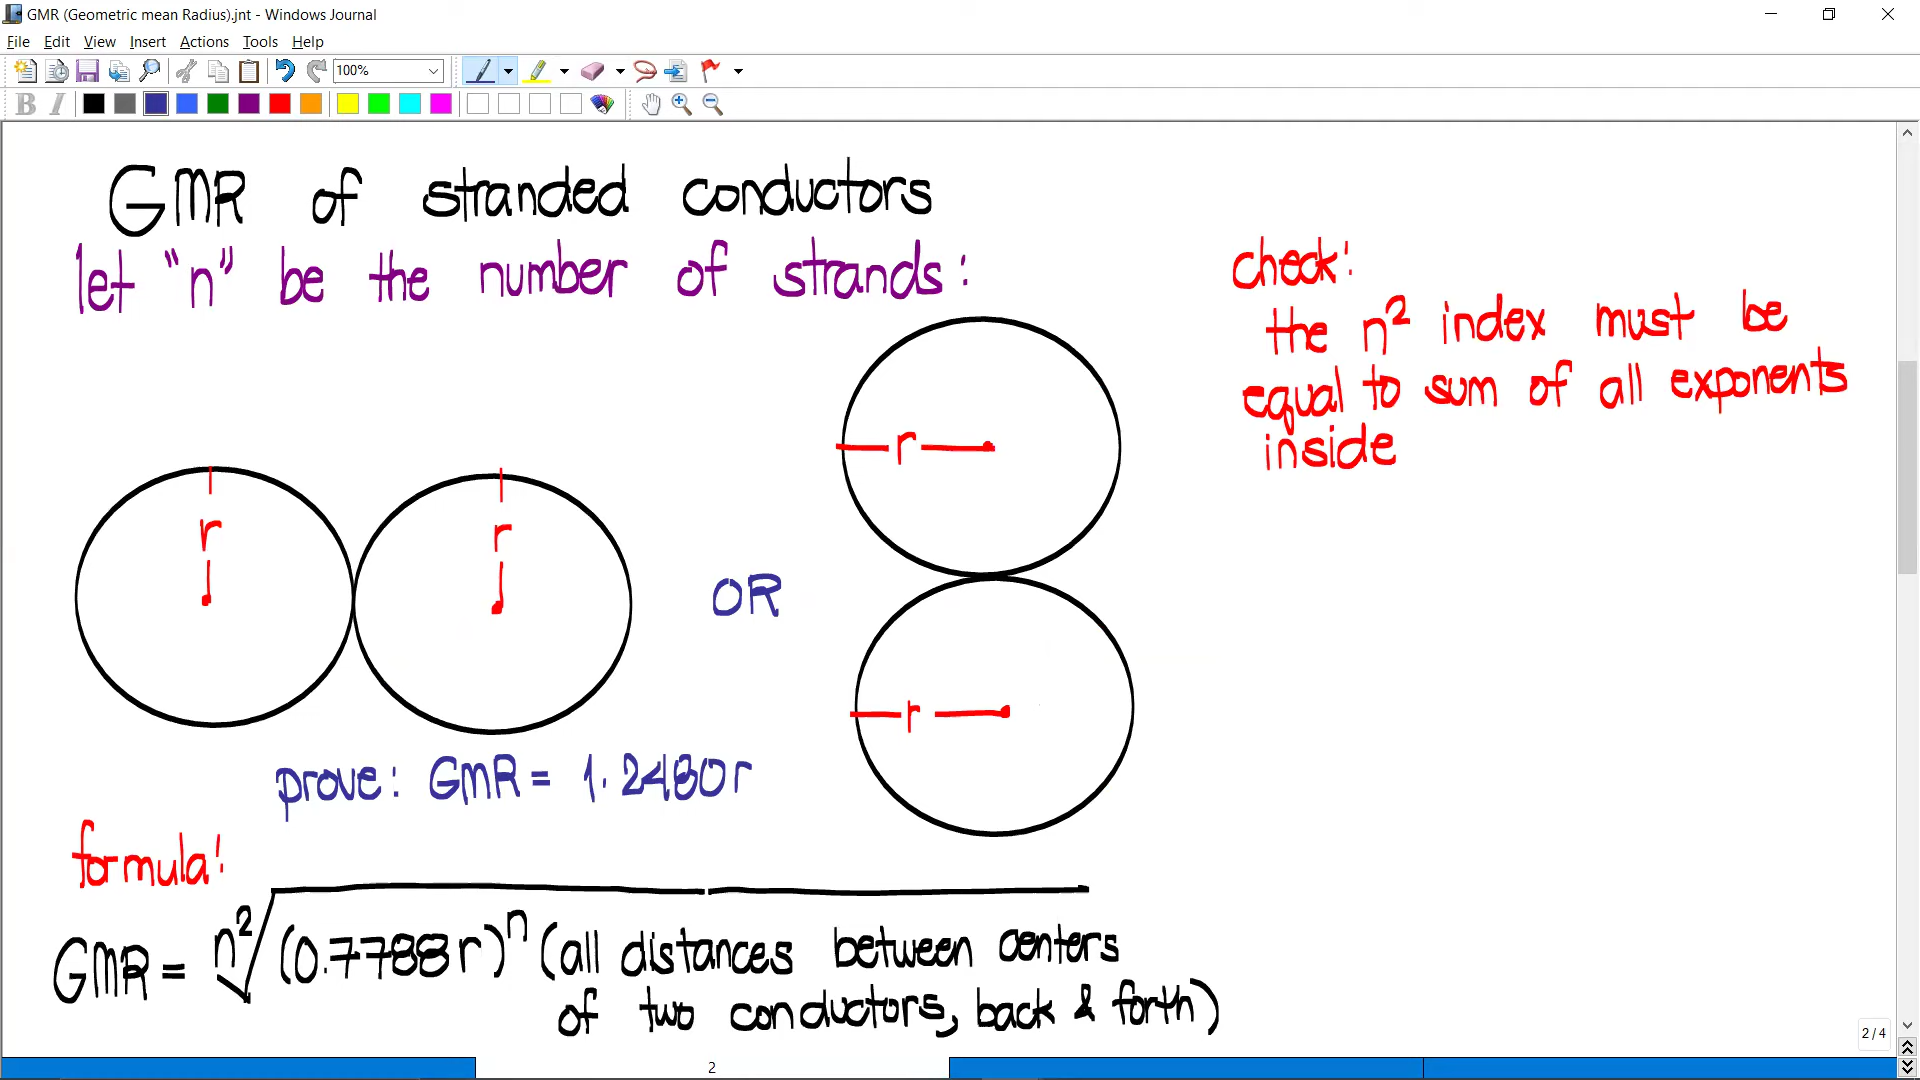 GMR (Geometric mean Radius).jnt - Windows Journal
File Edit View Insert Actions Tools Help
100%
B I
GMR of stranded conductors
let "n" be the number of strands:
check:
the n² index must be
equal to sum of all exponents
inside
r
r
r
OR
r
prove: GMR = 1.2480r
formula:
GMR = n²√(0.7788r)ⁿ (all distances between centers
of two conductors, back & forth)
2 / 4
2